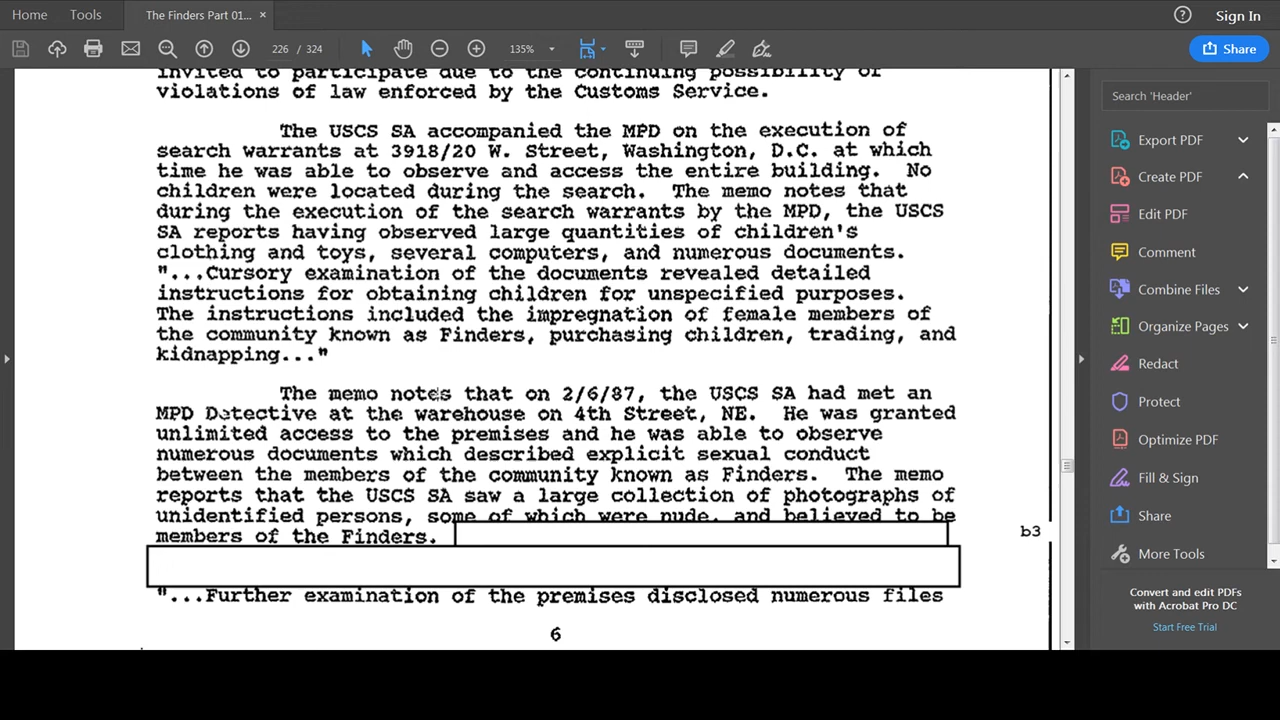 Home Tools The Finders Part 01... × Sign In
226 / 324 135% Share
invited to participate due to the continuing possibility of
violations of law enforced by the Customs Service.
The USCS SA accompanied the MPD on the execution of
search warrants at 3918/20 W. Street, Washington, D.C. at which
time he was able to observe and access the entire building. No
children were located during the search. The memo notes that
during the execution of the search warrants by the MPD, the USCS
SA reports having observed large quantities of children's
clothing and toys, several computers, and numerous documents.
"...Cursory examination of the documents revealed detailed
instructions for obtaining children for unspecified purposes.
The instructions included the impregnation of female members of
the community known as Finders, purchasing children, trading, and
kidnapping..."
The memo notes that on 2/6/87, the USCS SA had met an
MPD Detective at the warehouse on 4th Street, NE. He was granted
unlimited access to the premises and he was able to observe
numerous documents which described explicit sexual conduct
between the members of the community known as Finders. The memo
reports that the USCS SA saw a large collection of photographs of
unidentified persons, some of which were nude, and believed to be
members of the Finders.
b3
"...Further examination of the premises disclosed numerous files
6
Search 'Header'
Export PDF
Create PDF
Edit PDF
Comment
Combine Files
Organize Pages
Redact
Protect
Optimize PDF
Fill & Sign
Share
More Tools
Convert and edit PDFs
with Acrobat Pro DC
Start Free Trial